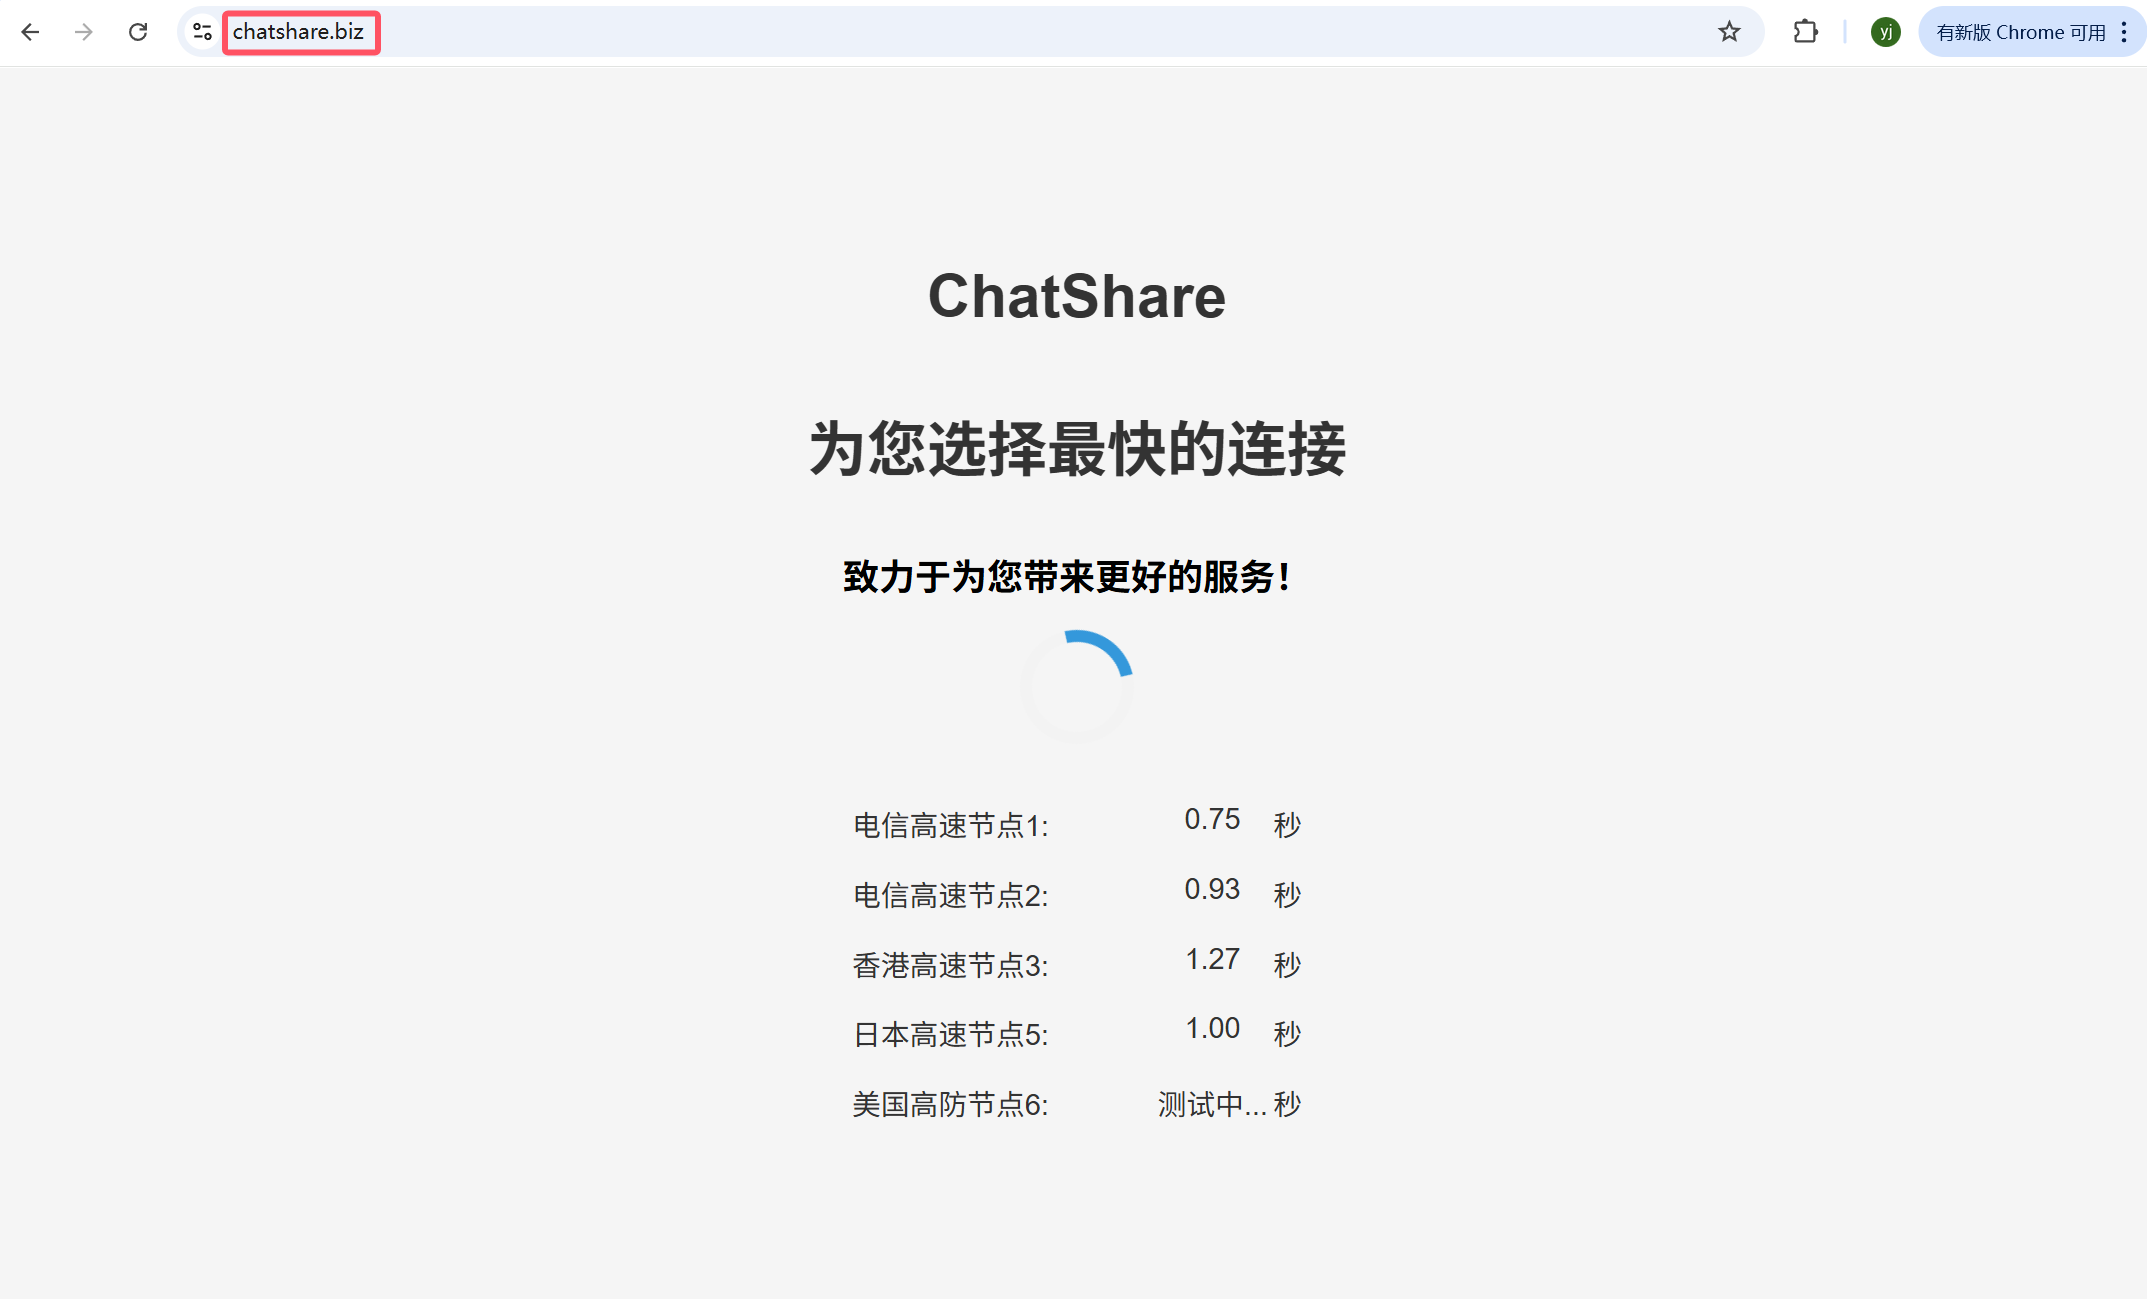 chatshare.biz
yj
有新版 Chrome 可用
ChatShare
为您选择最快的连接
致力于为您带来更好的服务！
电信高速节点1: 0.75 秒
电信高速节点2: 0.93 秒
香港高速节点3: 1.27 秒
日本高速节点5: 1.00 秒
美国高防节点6: 测试中... 秒